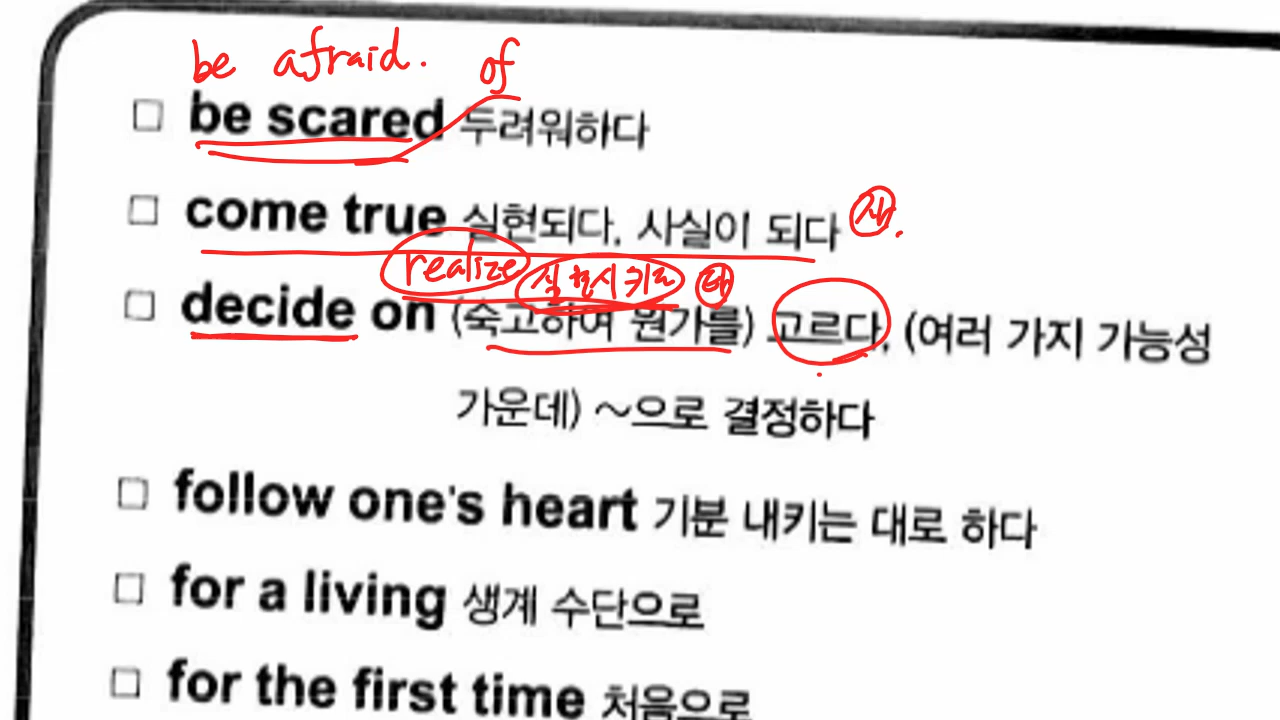 be afraid. of
□ be scared 두려워하다
□ come true 실현되다, 사실이 되다 자.
realize 실현시키다 타
□ decide on (숙고하여 원가를) 고르다, (여러 가지 가능성
가운데) ~으로 결정하다
□ follow one's heart 기분 내키는 대로 하다
□ for a living 생계 수단으로
□ for the first time 처음으로